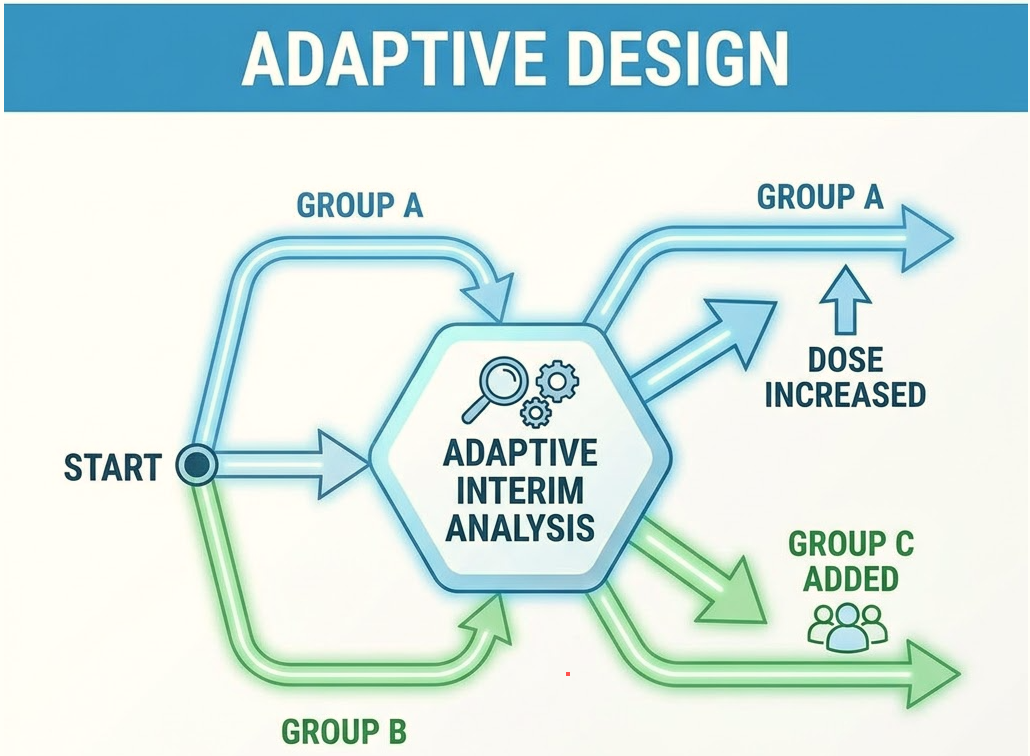 ADAPTIVE DESIGN
GROUP A
GROUP A
DOSE
INCREASED
START
ADAPTIVE
INTERIM
ANALYSIS
GROUP C
ADDED
GROUP B